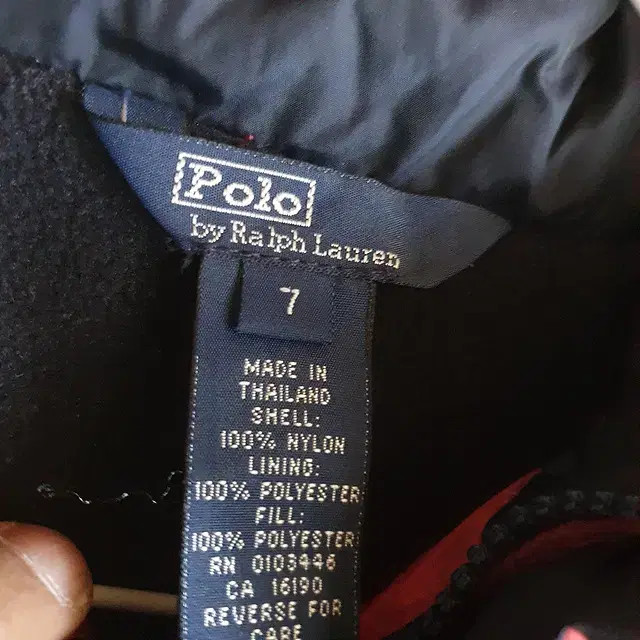 Polo
by Ralph Lauren
7
MADE IN
THAILAND
SHELL:
100% NYLON
LINING:
100% POLYESTER
FILL:
100% POLYESTER
RN 0103446
CA 16190
REVERSE FOR
CARE